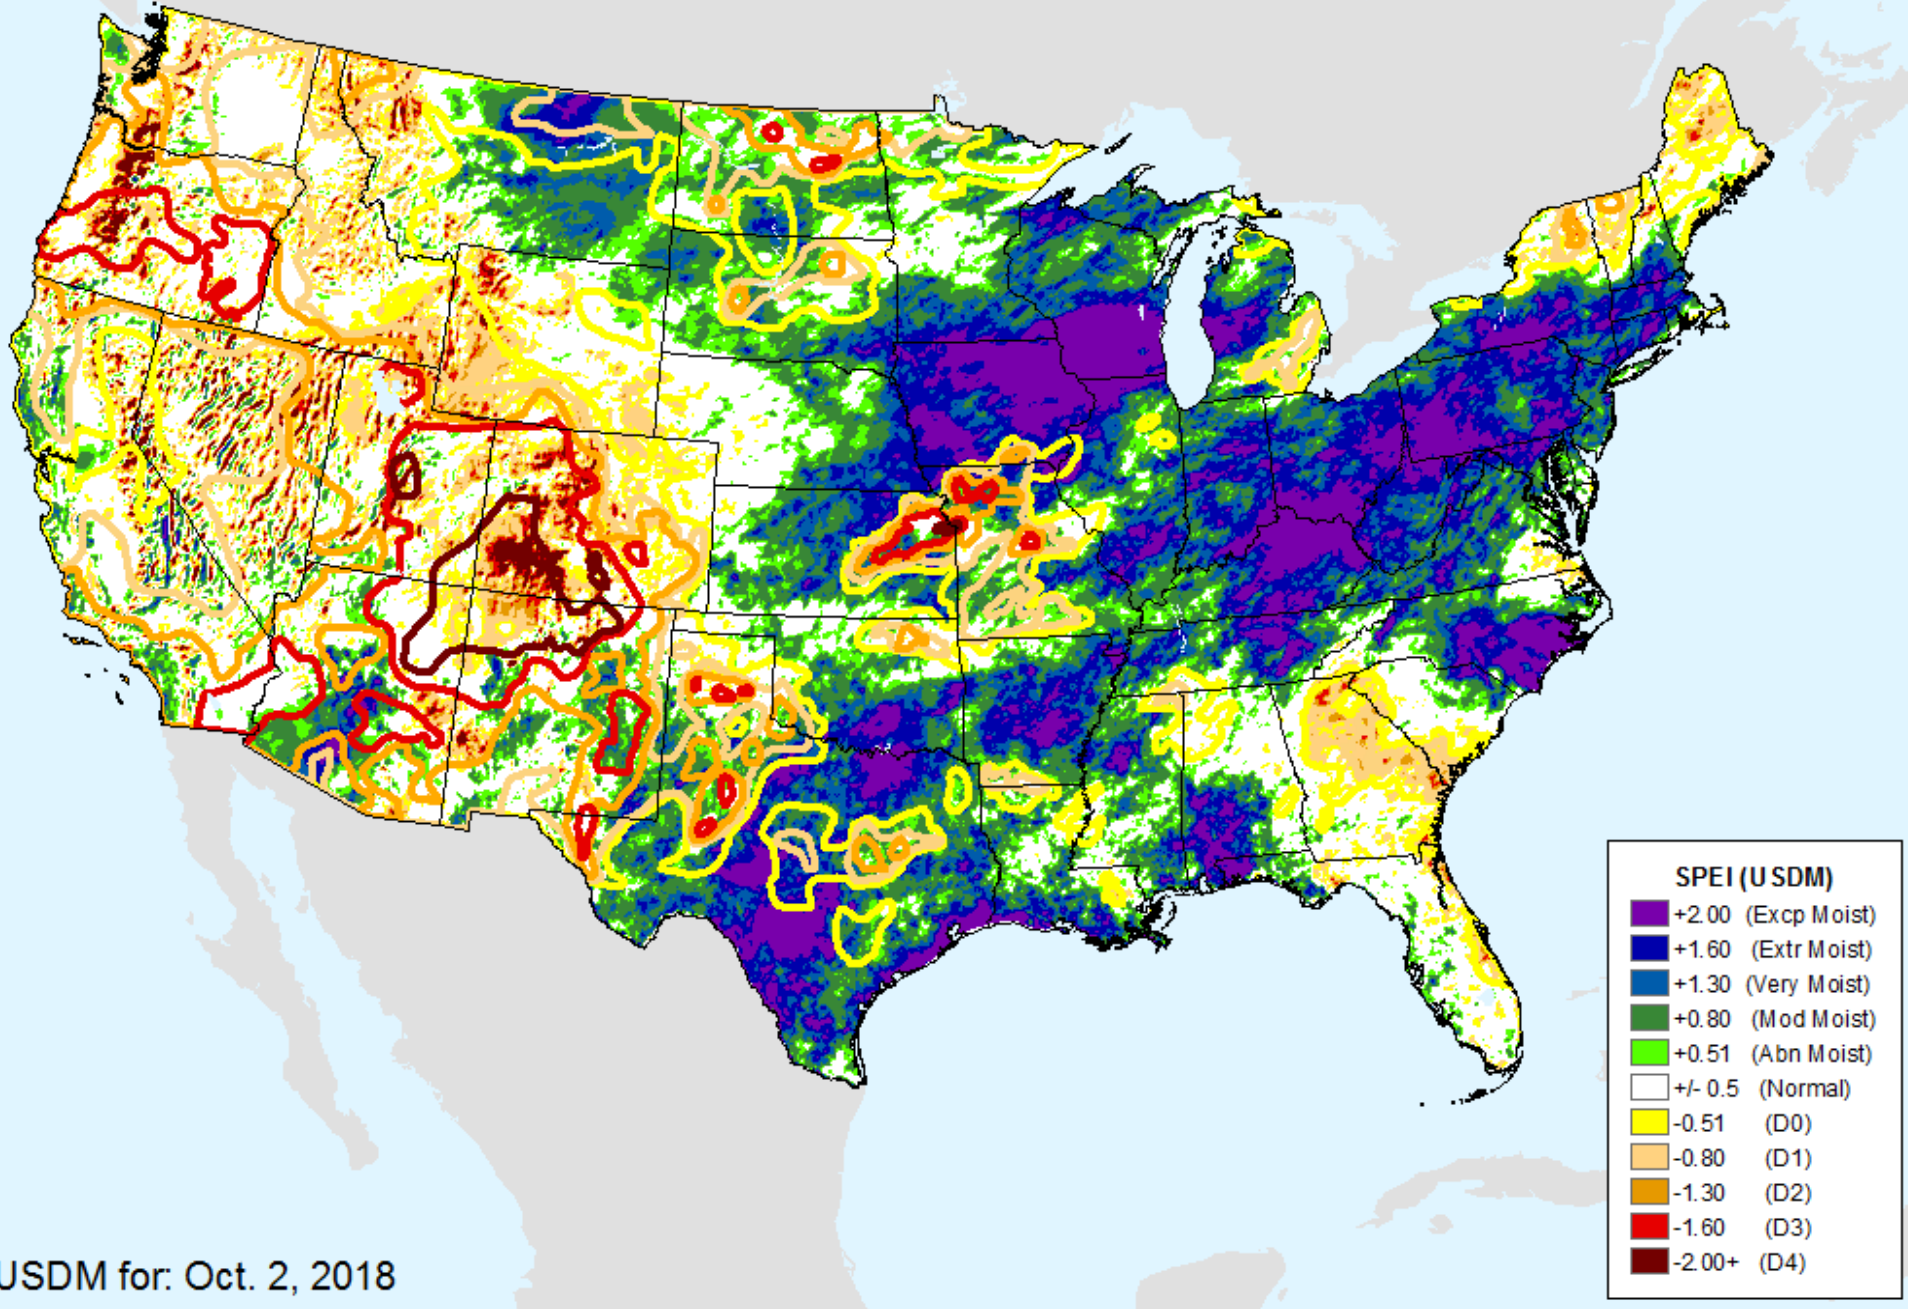 SPEI (USDM)
+2.00 (Excp Moist)
+1.60 (Extr Moist)
+1.30 (Very Moist)
+0.80 (Mod Moist)
+0.51 (Abn Moist)
+/- 0.5 (Normal)
-0.51 (D0)
-0.80 (D1)
-1.30 (D2)
-1.60 (D3)
-2.00+ (D4)
USDM for: Oct. 2, 2018